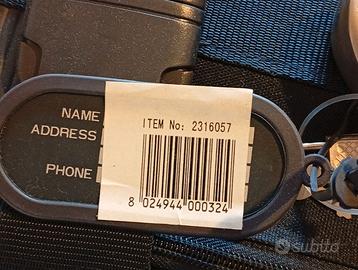 NAME
ADDRESS
PHONE
ITEM No: 2316057
8 024944 000324
subito